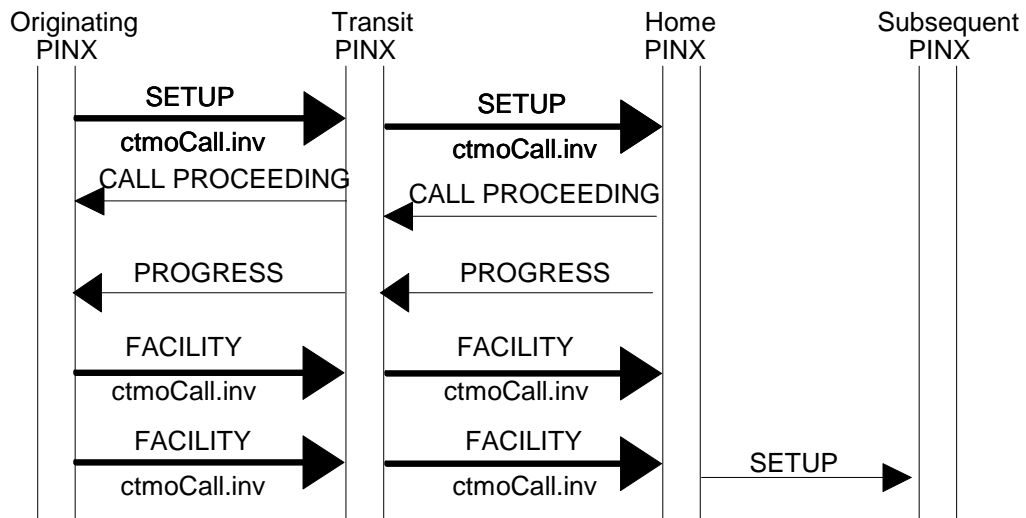 Originating PINX
Transit PINX
Home PINX
Subsequent PINX
SETUP
ctmoCall.inv
SETUP
ctmoCall.inv
CALL PROCEEDING
CALL PROCEEDING
PROGRESS
PROGRESS
FACILITY
ctmoCall.inv
FACILITY
ctmoCall.inv
FACILITY
ctmoCall.inv
FACILITY
ctmoCall.inv
SETUP